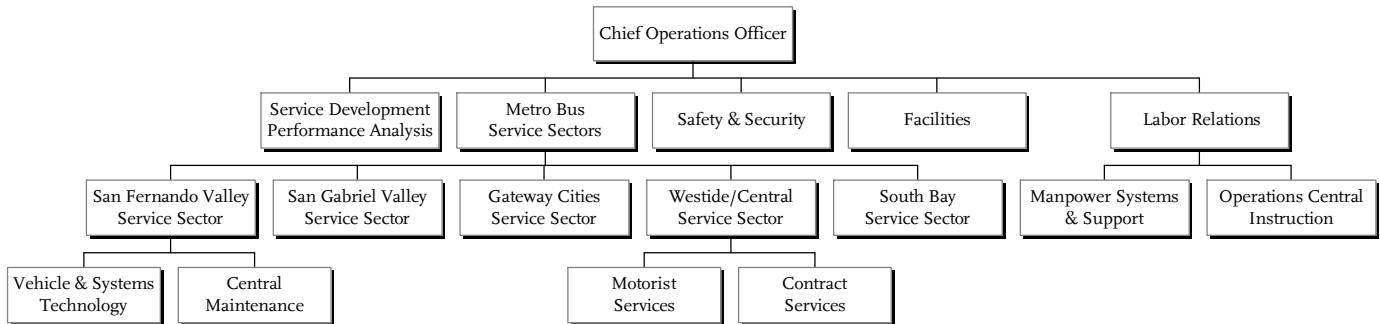 Chief Operations Officer
Service Development
Performance Analysis
Metro Bus
Service Sectors
Safety & Security
Facilities
Labor Relations
San Fernando Valley
Service Sector
San Gabriel Valley
Service Sector
Gateway Cities
Service Sector
Westide/Central
Service Sector
South Bay
Service Sector
Manpower Systems
& Support
Operations Central
Instruction
Vehicle & Systems
Technology
Central
Maintenance
Motorist
Services
Contract
Services